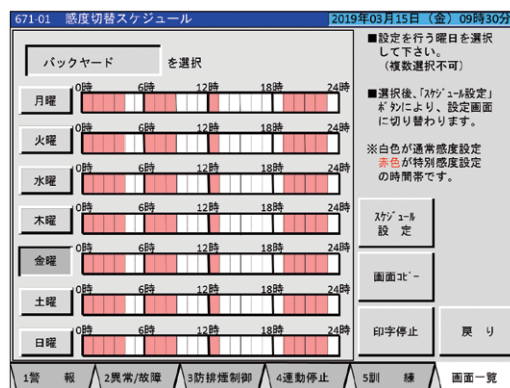 671-01 感度切替スケジュール 2019年03月15日（金）09時30分
バックヤード を選択
■設定を行う曜日を選択
して下さい。
（複数選択不可）
■選択後、「ｽｹｼﾞｭｰﾙ設定」
ﾎﾞﾀﾝにより、設定画面
に切り替わります。
※白色が通常感度設定
赤色が特別感度設定
の時間帯です。
0時 6時 12時 18時 24時
月曜
0時 6時 12時 18時 24時
火曜
0時 6時 12時 18時 24時
水曜
0時 6時 12時 18時 24時
木曜
0時 6時 12時 18時 24時
金曜
0時 6時 12時 18時 24時
土曜
0時 6時 12時 18時 24時
日曜
ｽｹｼﾞｭｰﾙ
設 定
画面ｺﾋﾟｰ
印字停止 戻 り
1警 報 2異常/故障 3防排煙制御 4連動停止 5訓 練 画面一覧